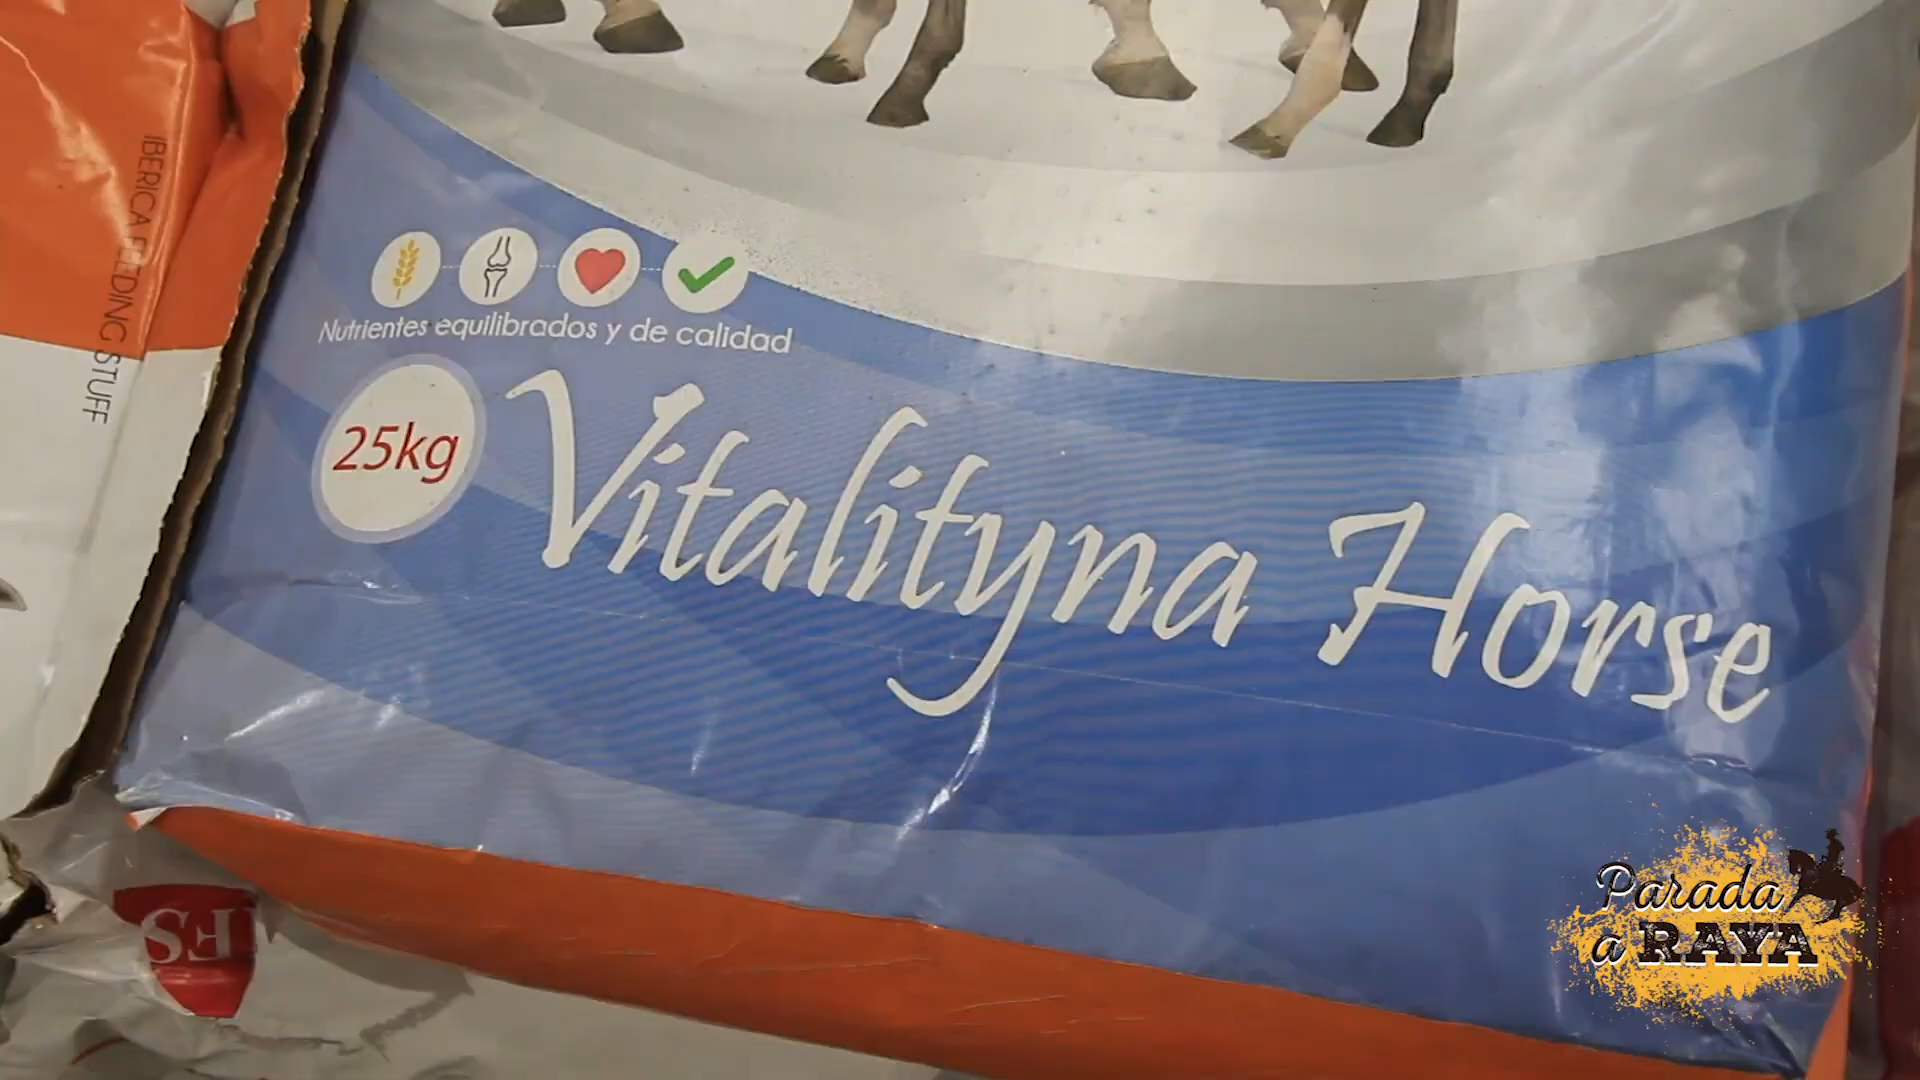 IBERICA FEEDING STUFF
Nutrientes equilibrados y de calidad
25kg
Vitalityna Horse
Parada
a RAYA